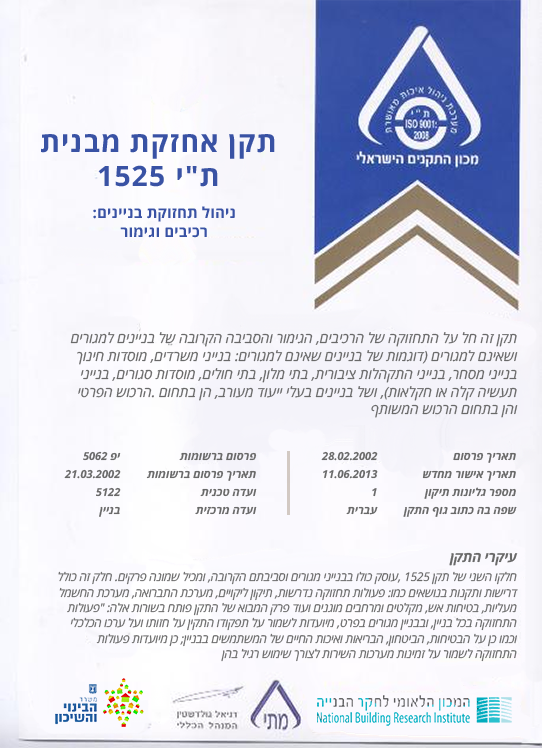 מערכת ניהול איכות מאושרת
ת"י
ISO 9001:
2008
מכון התקנים הישראלי
תקן אחזקת מבנית
ת"י 1525
ניהול תחזוקת בניינים:
רכיבים וגימור
תקן זה חל על התחזוקה של הרכיבים, הגימור והסביבה הקרובה שֶל בניינים למגורים
ושאינם למגורים (דוגמות של בניינים שאינם למגורים: בנייני משרדים, מוסדות חינוך
בנייני מסחר, בנייני התקהלות ציבורית, בתי מלון, בתי חולים, מוסדות סגורים, בנייני
תעשיה קלה או חקלאות), ושל בניינים בעלי ייעוד מעורב, הן בתחום .הרכוש הפרטי
והן בתחום הרכוש המשותף
תאריך פרסום 28.02.2002 פרסום ברשומות יפ 5062
תאריך אישור מחדש 11.06.2013 תאריך פרסום ברשומות 21.03.2002
מספר גליונות תיקון 1 ועדה טכנית 5122
שפה בה כתוב גוף התקן עברית ועדה מרכזית בניין
עיקרי התקן
חלקו השני של תקן 1525 ,עוסק כולו בבנייני מגורים וסביבתם הקרובה, ומכיל שמונה פרקים. חלק זה כולל
דרישות ותקנות בנושאים כמו: פעולות תחזוקה נדרשות, תיקון ליקויים, מערכת התברואה, מערכת החשמל
מעליות, בטיחות אש, מקלטים ומרחבים מוגנים ועוד פרק המבוא של התקן פותח בשורות אלה: "פעולות
התחזוקה בכל בניין, ובבניין מגורים בפרט, מיועדות לשמור על תפקודו התקין על חזותו ועל ערכו הכלכלי
וכמו כן על הבטיחות, הביטחון, הבריאות ואיכות החיים של המשתמשים בבניין; כן מיועדות פעולות
התחזוקה לשמור על זמינות מערכות השירות לצורך שימוש רגיל בהן
המכון הלאומי לחקר הבנייה
National Building Research Institute
מתי
דניאל גולדשטין
המנהל הכללי
משרד
הבינוי
והשיכון